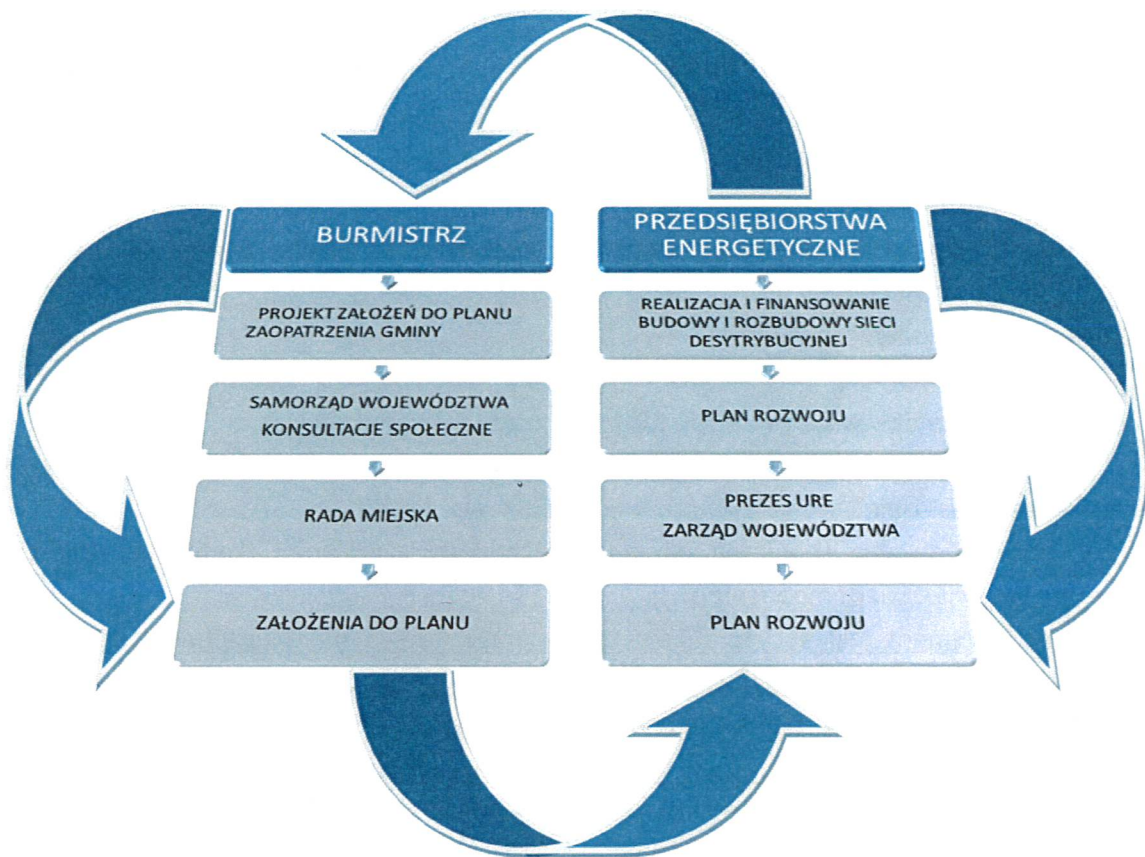 BURMISTRZ
PROJEKT ZAŁOŻEŃ DO PLANU
ZAOPATRZENIA GMINY
SAMORZĄD WOJEWÓDZTWA
KONSULTACJE SPOŁECZNE
RADA MIEJSKA
ZAŁOŻENIA DO PLANU
PRZEDSIĘBIORSTWA
ENERGETYCZNE
REALIZACJA I FINANSOWANIE
BUDOWY I ROZBUDOWY SIECI
DESYTRYBUCYJNEJ
PLAN ROZWOJU
PREZES URE
ZARZĄD WOJEWÓDZTWA
PLAN ROZWOJU